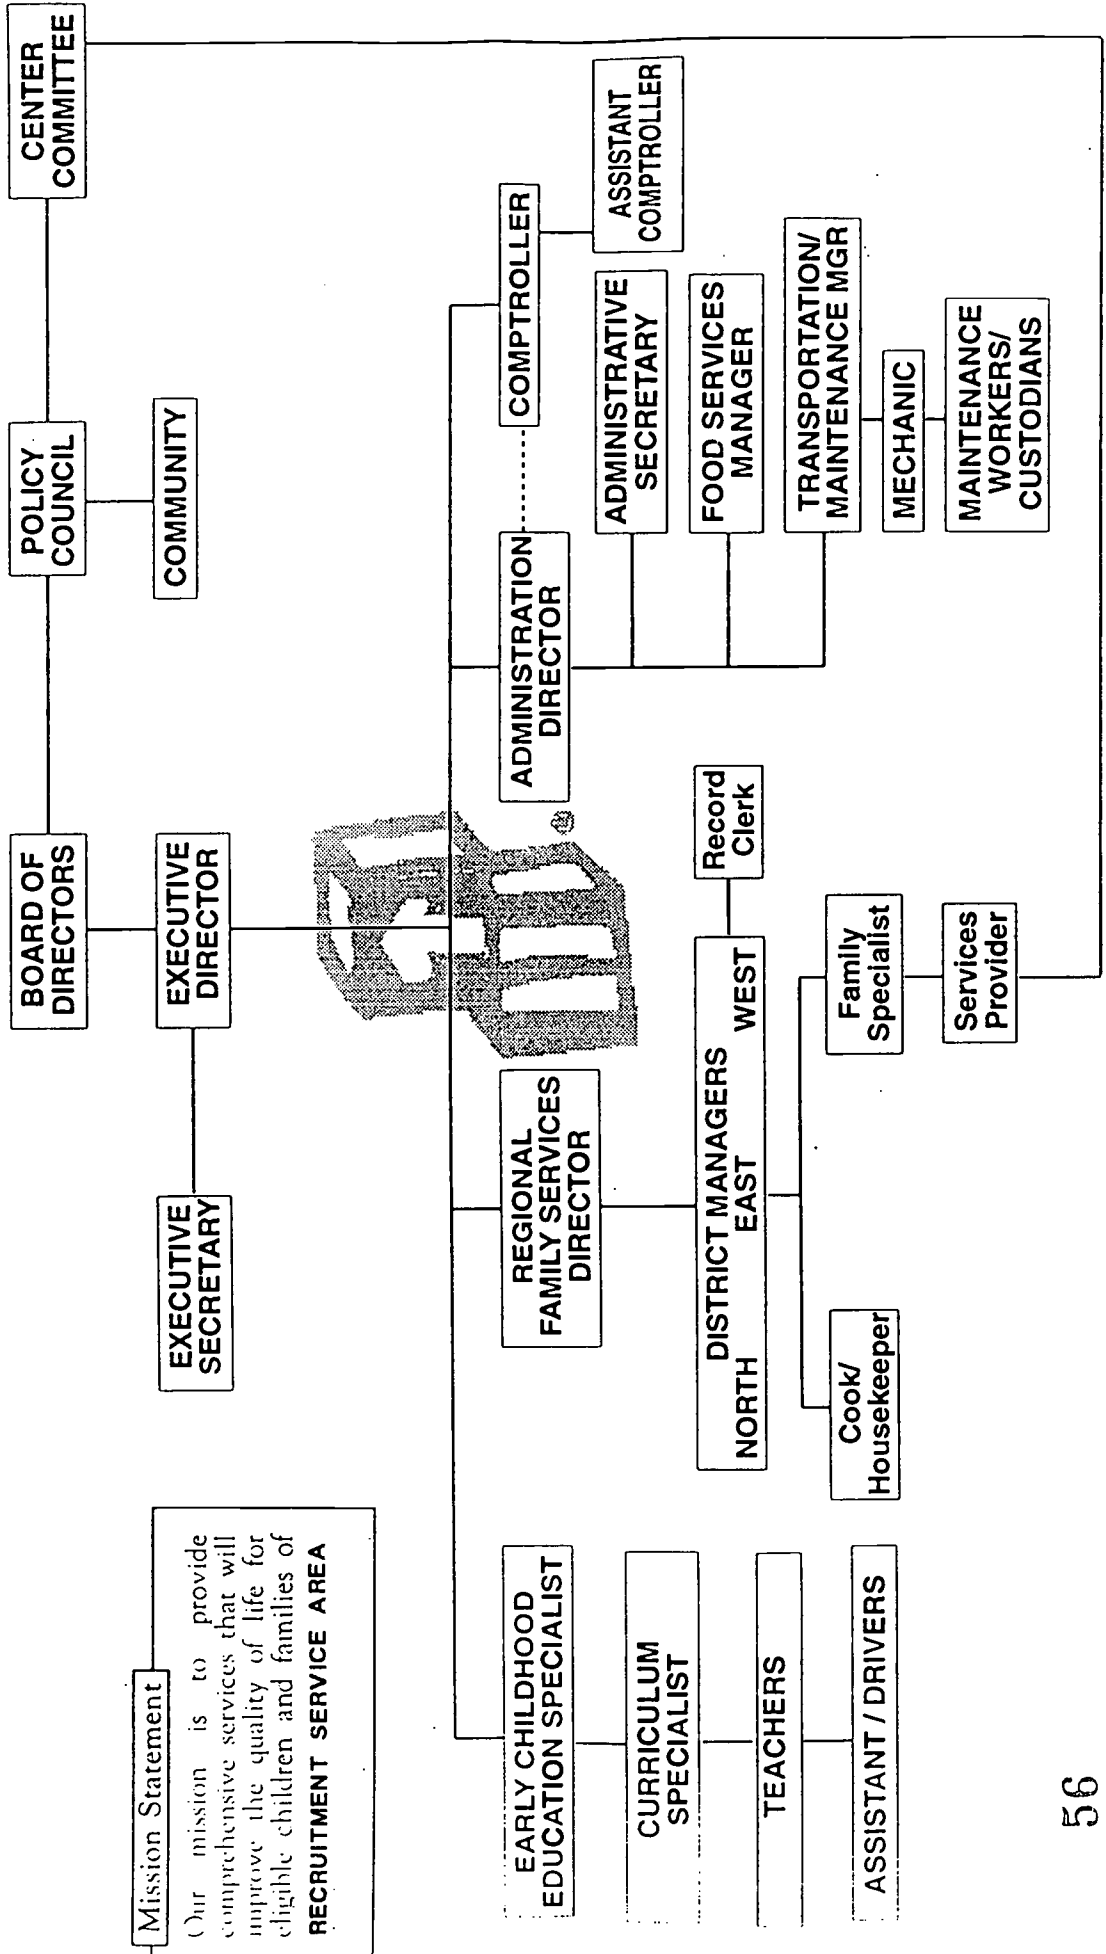 Mission Statement
Our mission is to provide
comprehensive services that will
improve the quality of life for
eligible children and families of
RECRUITMENT SERVICE AREA
BOARD OF
DIRECTORS
POLICY
COUNCIL
CENTER
COMMITTEE
COMMUNITY
EXECUTIVE
DIRECTOR
EXECUTIVE
SECRETARY
EARLY CHILDHOOD
EDUCATION SPECIALIST
CURRICULUM
SPECIALIST
TEACHERS
ASSISTANT / DRIVERS
REGIONAL
FAMILY SERVICES
DIRECTOR
DISTRICT MANAGERS
NORTH EAST WEST
Record
Clerk
Cook/
Housekeeper
Family
Specialist
Services
Provider
ADMINISTRATION
DIRECTOR
COMPTROLLER
ASSISTANT
COMPTROLLER
ADMINISTRATIVE
SECRETARY
FOOD SERVICES
MANAGER
TRANSPORTATION/
MAINTENANCE MGR
MECHANIC
MAINTENANCE
WORKERS/
CUSTODIANS
®
56